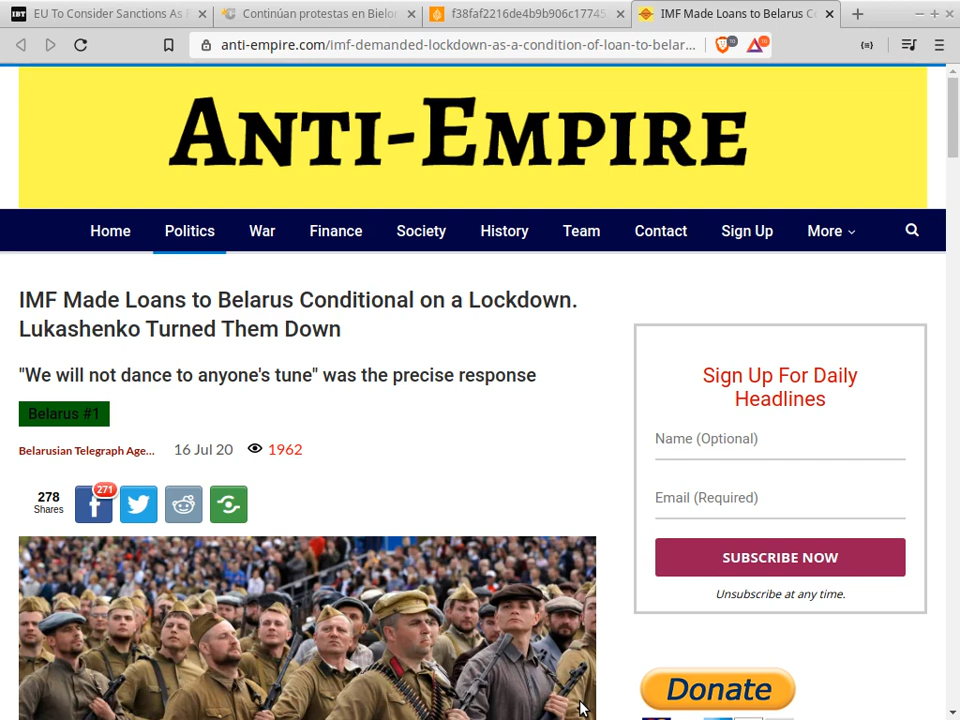 EU To Consider Sanctions As
Continúan protestas en Bielor
f38faf2216de4b9b906c17745
IMF Made Loans to Belarus Co
anti-empire.com/imf-demanded-lockdown-as-a-condition-of-loan-to-belar...
ANTI-EMPIRE
Home Politics War Finance Society History Team Contact Sign Up More
IMF Made Loans to Belarus Conditional on a Lockdown.
Lukashenko Turned Them Down
"We will not dance to anyone's tune" was the precise response
Belarus #1
Belarusian Telegraph Age... 16 Jul 20 1962
278
Shares
271
Sign Up For Daily
Headlines
Name (Optional)
Email (Required)
SUBSCRIBE NOW
Unsubscribe at any time.
Donate